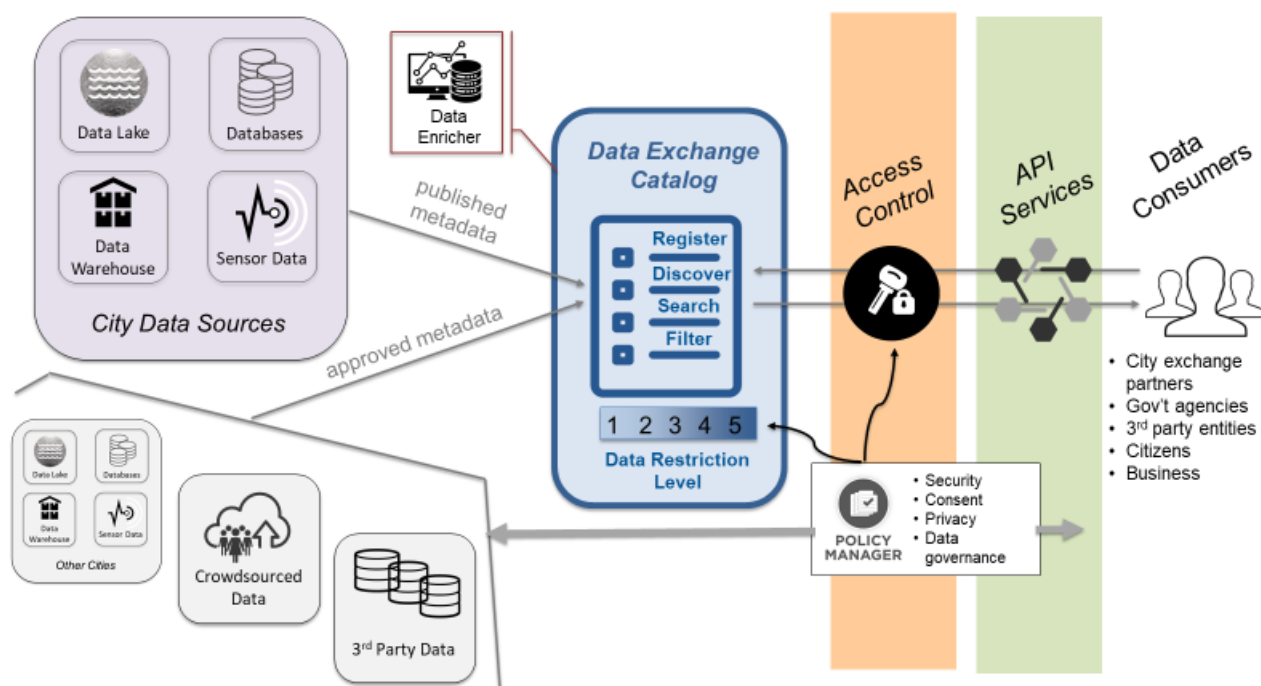 Data Lake
Databases
Data
Warehouse
Sensor Data
City Data Sources
Data
Enricher
published
metadata
approved metadata
Data Exchange
Catalog
Register
Discover
Search
Filter
1 2 3 4 5
Data Restriction
Level
Access
Control
API
Services
Data
Consumers
• City exchange
partners
• Gov't agencies
• 3rd party entities
• Citizens
• Business
POLICY
MANAGER
• Security
• Consent
• Privacy
• Data
governance
Data Lake
Databases
Data
Warehouse
Sensor Data
Other Cities
Crowdsourced
Data
3rd Party Data